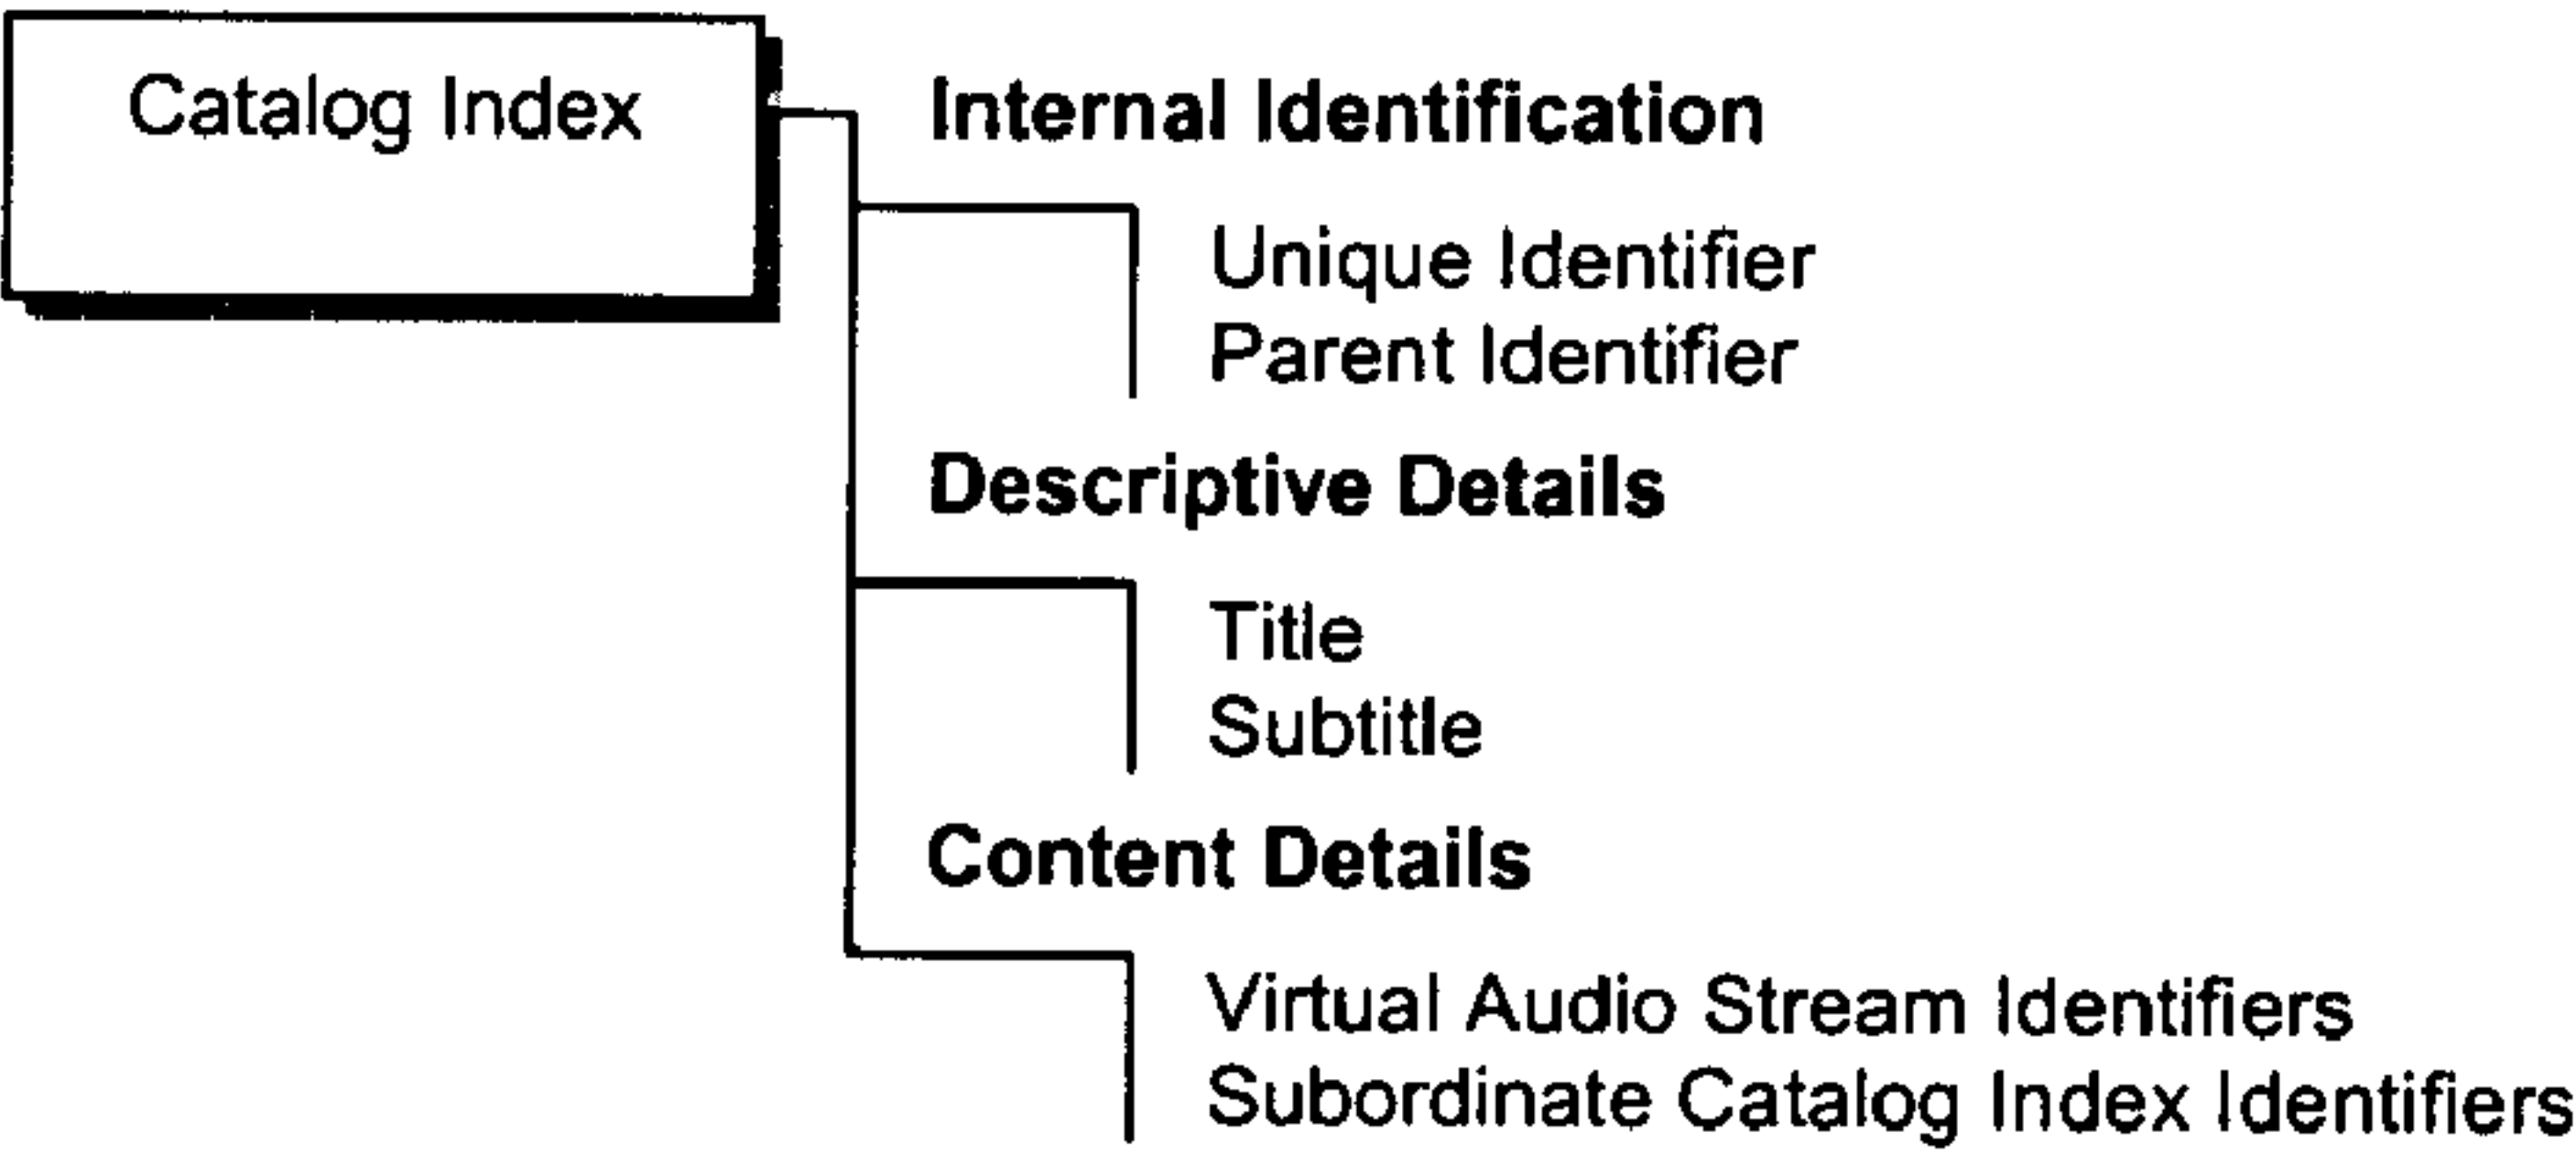 Catalog Index
Internal Identification
Unique Identifier
Parent Identifier
Descriptive Details
Title
Subtitle
Content Details
Virtual Audio Stream Identifiers
Subordinate Catalog Index Identifiers